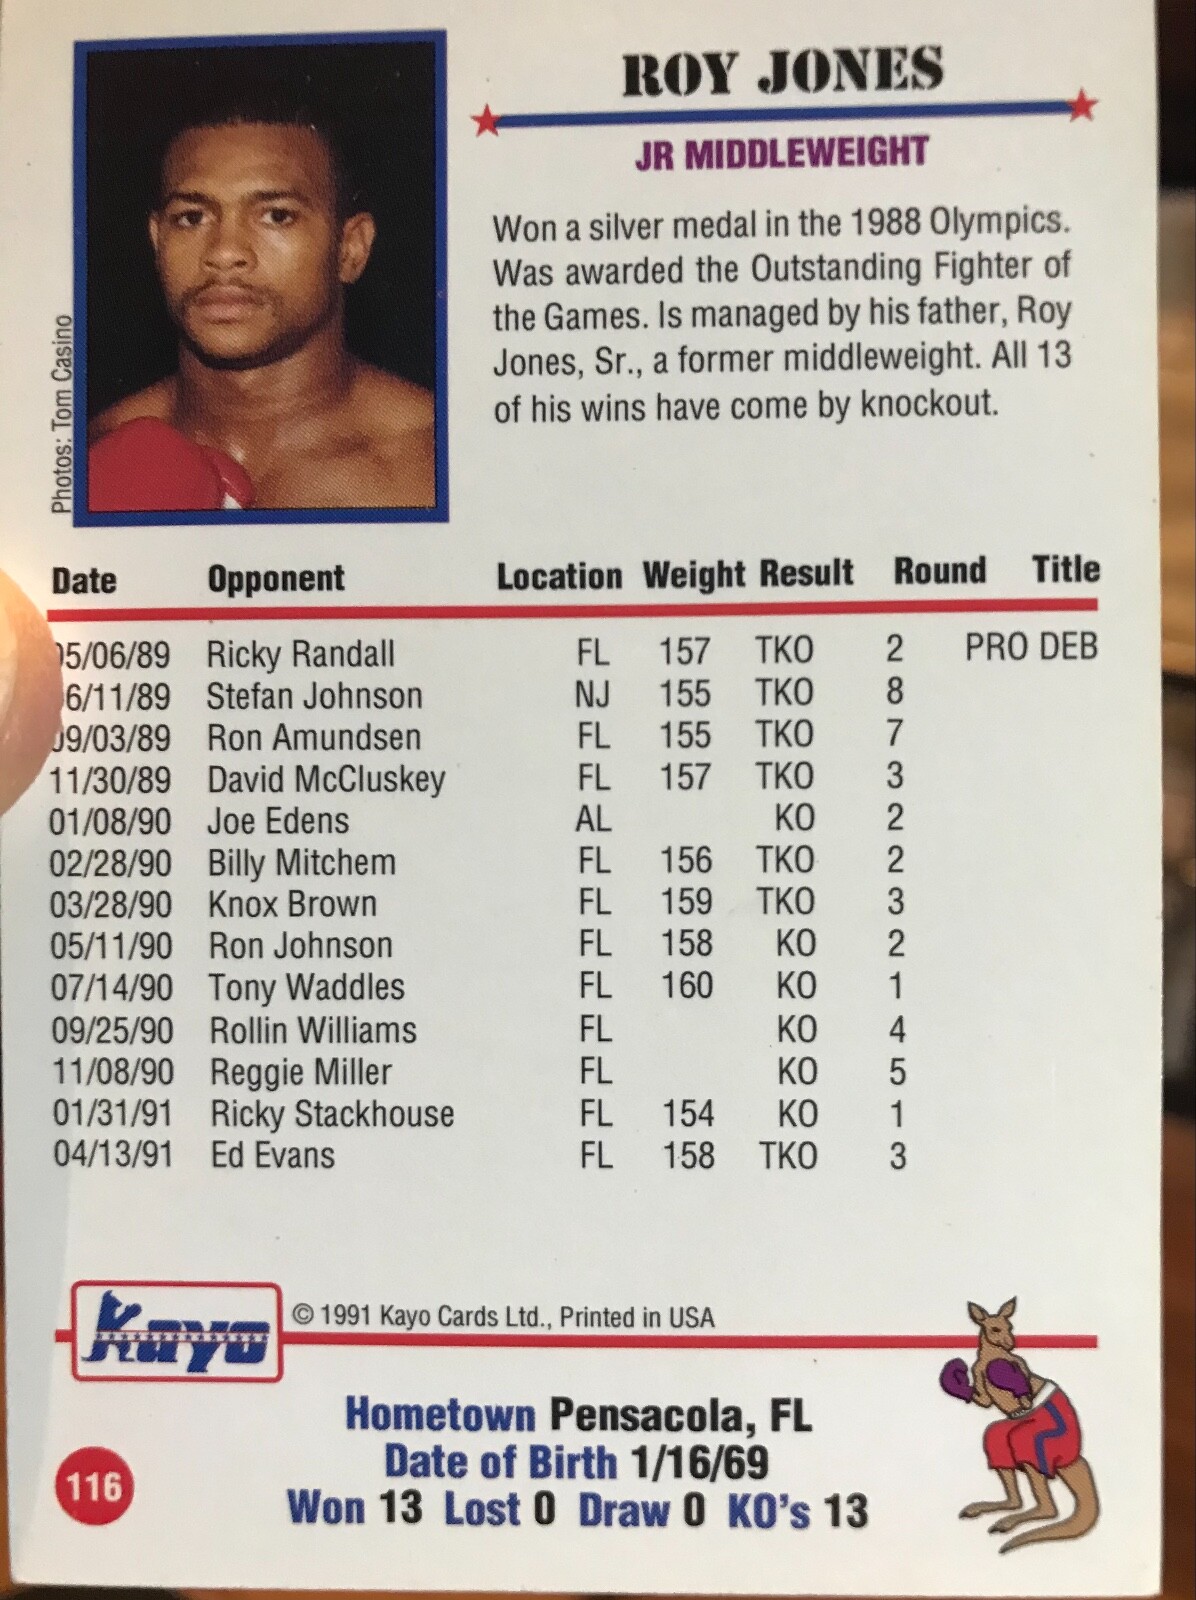 ROY JONES
JR MIDDLEWEIGHT
Won a silver medal in the 1988 Olympics.
Was awarded the Outstanding Fighter of
the Games. Is managed by his father, Roy
Jones, Sr., a former middleweight. All 13
of his wins have come by knockout.
Photos: Tom Casino
Date Opponent Location Weight Result Round Title
05/06/89 Ricky Randall FL 157 TKO 2 PRO DEB
6/11/89 Stefan Johnson NJ 155 TKO 8
09/03/89 Ron Amundsen FL 155 TKO 7
11/30/89 David McCluskey FL 157 TKO 3
01/08/90 Joe Edens AL KO 2
02/28/90 Billy Mitchem FL 156 TKO 2
03/28/90 Knox Brown FL 159 TKO 3
05/11/90 Ron Johnson FL 158 KO 2
07/14/90 Tony Waddles FL 160 KO 1
09/25/90 Rollin Williams FL KO 4
11/08/90 Reggie Miller FL KO 5
01/31/91 Ricky Stackhouse FL 154 KO 1
04/13/91 Ed Evans FL 158 TKO 3
Kayo
© 1991 Kayo Cards Ltd., Printed in USA
Hometown Pensacola, FL
Date of Birth 1/16/69
Won 13 Lost 0 Draw 0 KO's 13
116